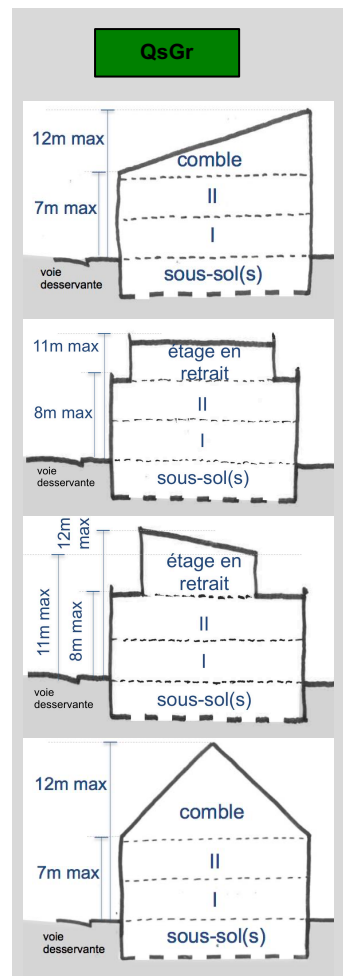 QsGr
12m max
comble
7m max
II
I
voie
desservante
sous-sol(s)
11m max
étage en
retrait
8m max
II
I
voie
desservante
sous-sol(s)
12m
max
étage en
retrait
11m max
8m max
II
I
voie
desservante
sous-sol(s)
12m max
comble
7m max
II
I
voie
desservante
sous-sol(s)